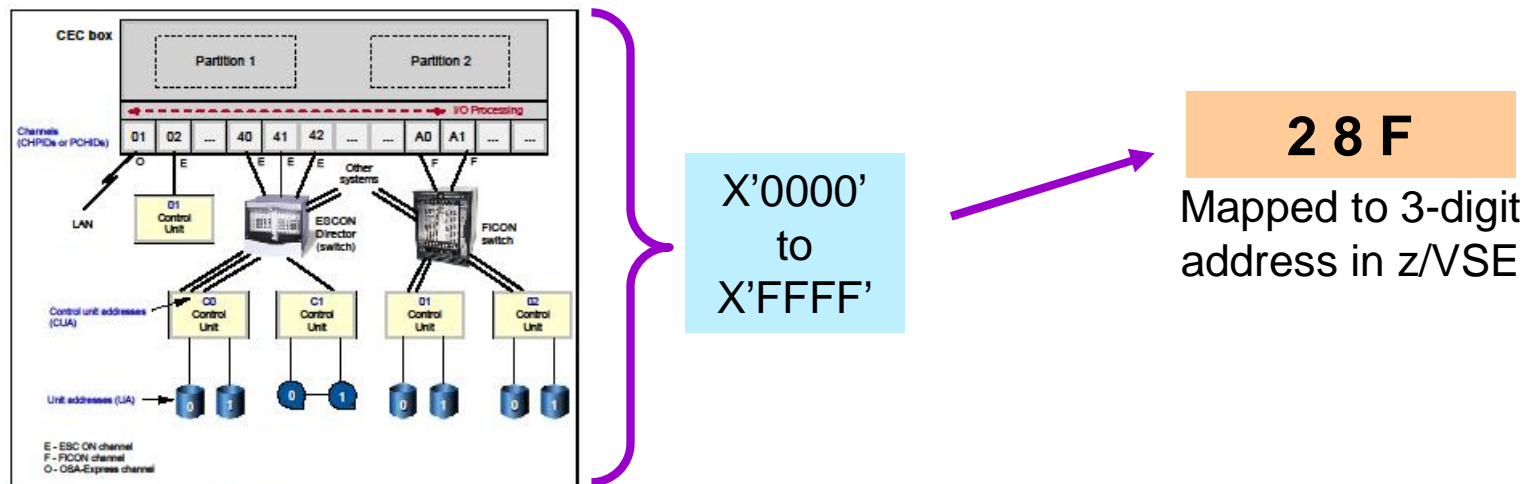 CEC box
Partition 1
Partition 2
I/O Processing
Channels
(CHPIDs or PCHIDs)
01 02 ... 40 41 42 ... ... A0 A1 ... ...
O E E E E F F
Other
systems
LAN
01
Control
Unit
ESCON
Director
(switch)
FICON
switch
Control unit addresses
(CUA)
C0
Control
Unit
C1
Control
Unit
01
Control
Unit
02
Control
Unit
Unit addresses (UA)
0 1 0 1 0 1 0 1
E - ESCON channel
F - FICON channel
O - OSA-Express channel
X’0000’
to
X’FFFF’
2 8 F
Mapped to 3-digit
address in z/VSE